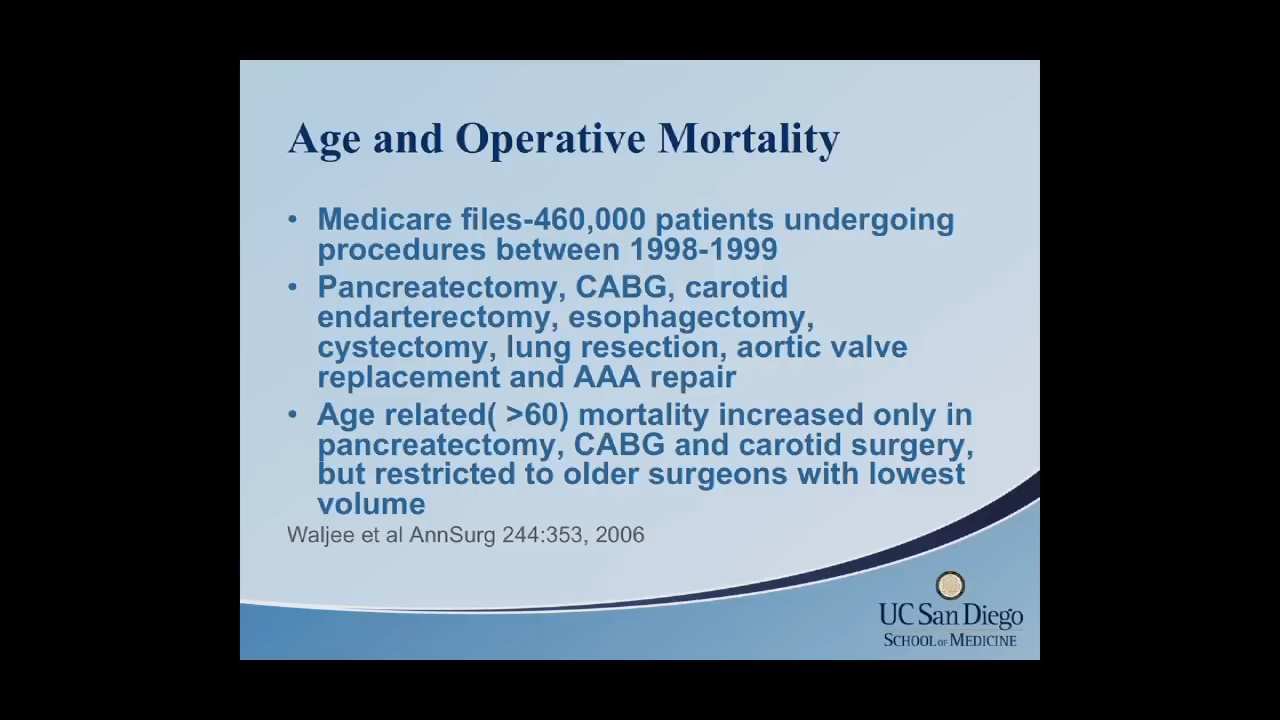 Age and Operative Mortality
• Medicare files-460,000 patients undergoing
procedures between 1998-1999
• Pancreatectomy, CABG, carotid
endarterectomy, esophagectomy,
cystectomy, lung resection, aortic valve
replacement and AAA repair
• Age related( >60) mortality increased only in
pancreatectomy, CABG and carotid surgery,
but restricted to older surgeons with lowest
volume
Waljee et al AnnSurg 244:353, 2006
UC San Diego
SCHOOL OF MEDICINE